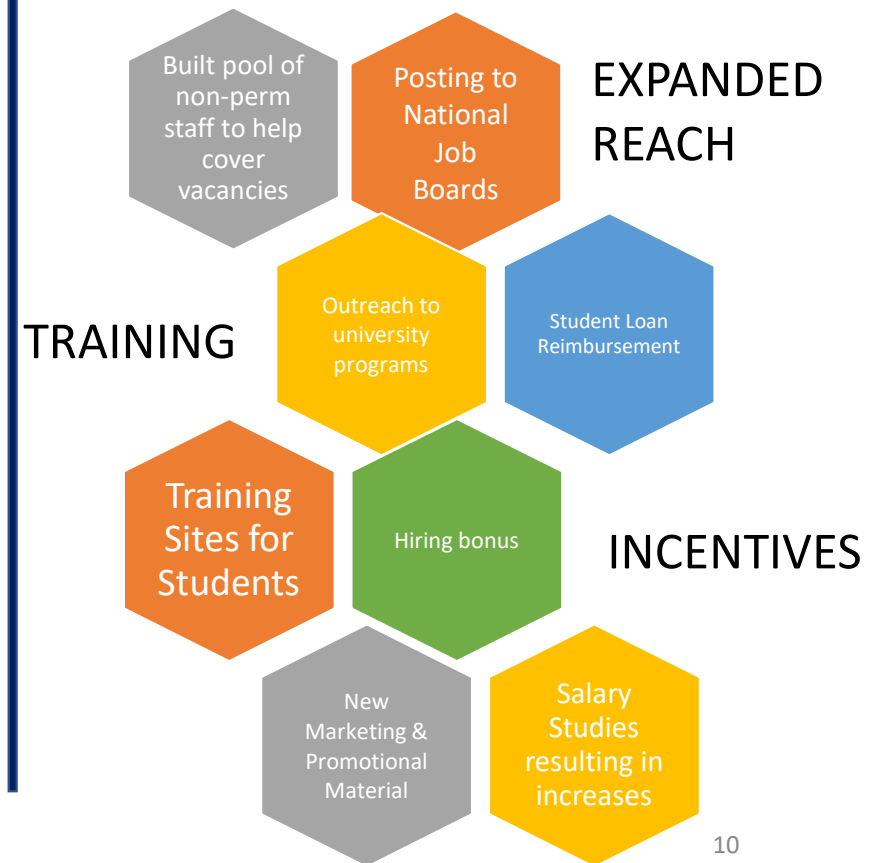 Built pool of
non-perm
staff to help
cover
vacancies
Posting to
National
Job
Boards
EXPANDED
REACH
TRAINING
Outreach to
university
programs
Student Loan
Reimbursement
Training
Sites for
Students
Hiring bonus
INCENTIVES
New
Marketing &
Promotional
Material
Salary
Studies
resulting in
increases
10